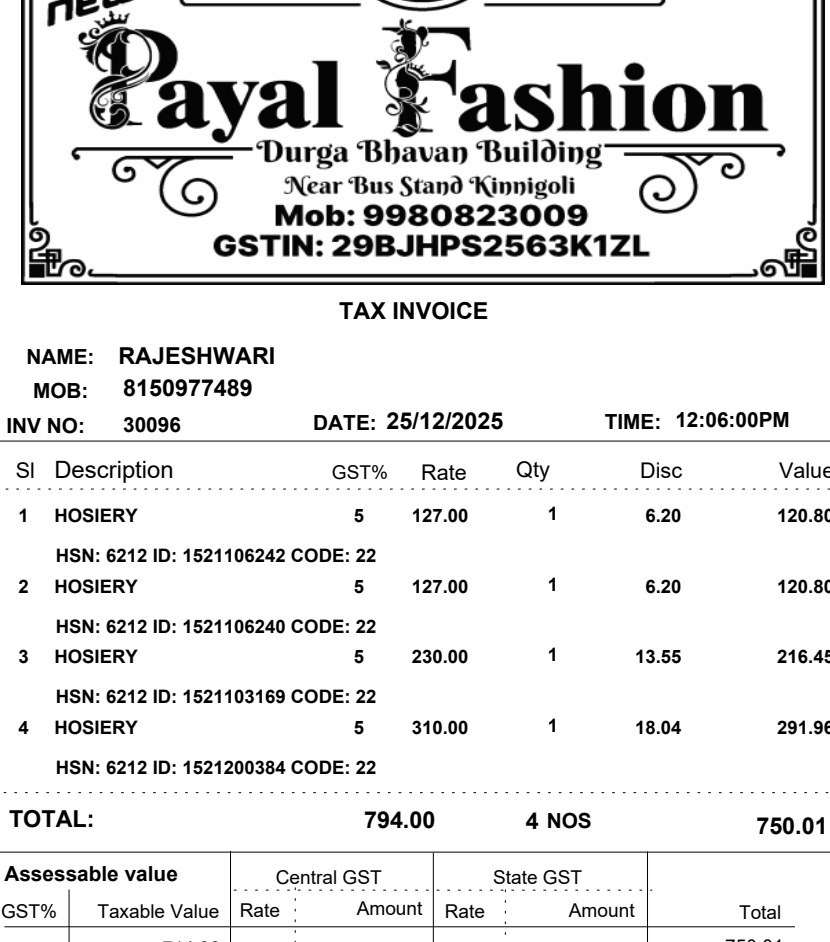 new
Payal Fashion
Durga Bhavan Building
Near Bus Stand Kinnigoli
Mob: 9980823009
GSTIN: 29BJHPS2563K1ZL
TAX INVOICE
NAME: RAJESHWARI
MOB: 8150977489
INV NO: 30096 DATE: 25/12/2025 TIME: 12:06:00PM
Sl Description GST% Rate Qty Disc Value
1 HOSIERY 5 127.00 1 6.20 120.80
HSN: 6212 ID: 1521106242 CODE: 22
2 HOSIERY 5 127.00 1 6.20 120.80
HSN: 6212 ID: 1521106240 CODE: 22
3 HOSIERY 5 230.00 1 13.55 216.45
HSN: 6212 ID: 1521103169 CODE: 22
4 HOSIERY 5 310.00 1 18.04 291.96
HSN: 6212 ID: 1521200384 CODE: 22
TOTAL: 794.00 4 NOS 750.01
Assessable value Central GST State GST
GST% Taxable Value Rate Amount Rate Amount Total
750.01